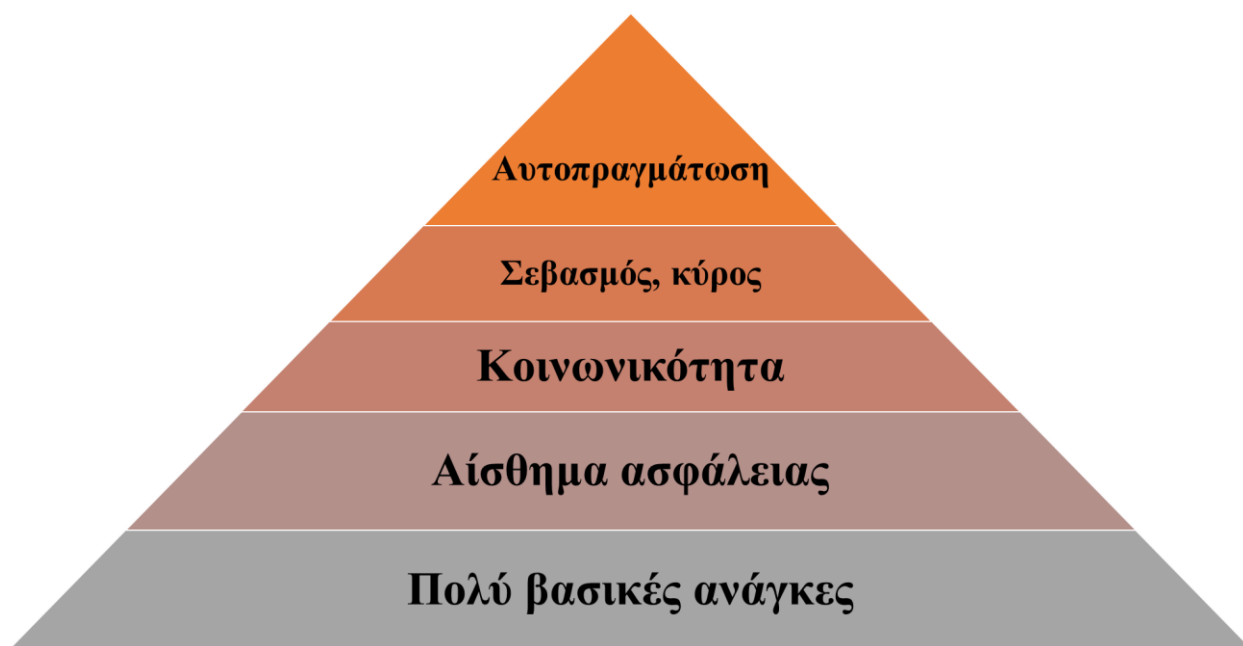 Αυτοπραγμάτωση
Σεβασμός, κύρος
Κοινωνικότητα
Αίσθημα ασφάλειας
Πολύ βασικές ανάγκες